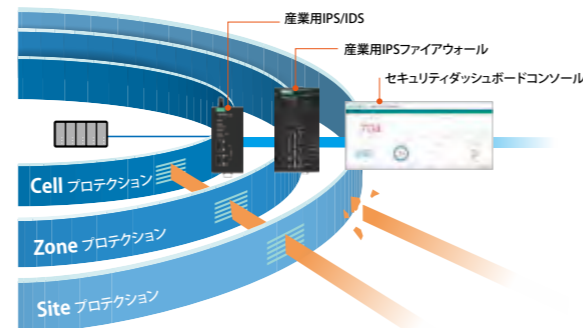 産業用IPS/IDS
産業用IPSファイアウォール
セキュリティダッシュボードコンソール
Cell プロテクション
Zone プロテクション
Site プロテクション